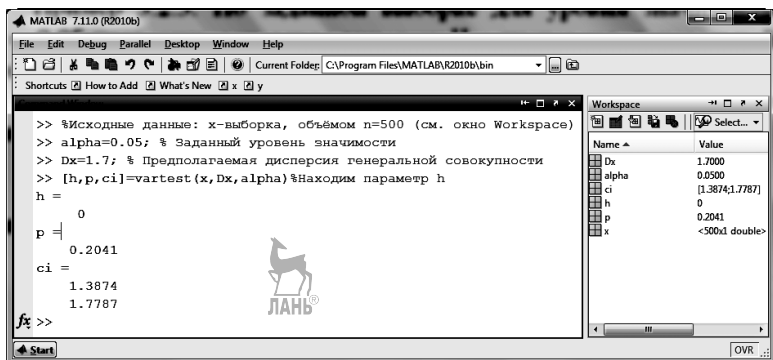 MATLAB 7.11.0 (R2010b)
File Edit Debug Parallel Desktop Window Help
Current Folder: C:\Program Files\MATLAB\R2010b\bin
Shortcuts How to Add What's New x y
>> %Исходные данные: x-выборка, объёмом n=500 (см. окно Workspace)
>> alpha=0.05; % Заданный уровень значимости
>> Dx=1.7; % Предполагаемая дисперсия генеральной совокупности
>> [h,p,ci]=vartest(x,Dx,alpha)%Находим параметр h
h =
0
p =
0.2041
ci =
1.3874
1.7787
fx >>
ЛАНЬ®
Workspace
Select...
Name Value
Dx 1.7000
alpha 0.0500
ci [1.3874;1.7787]
h 0
p 0.2041
x <500x1 double>
Start
OVR